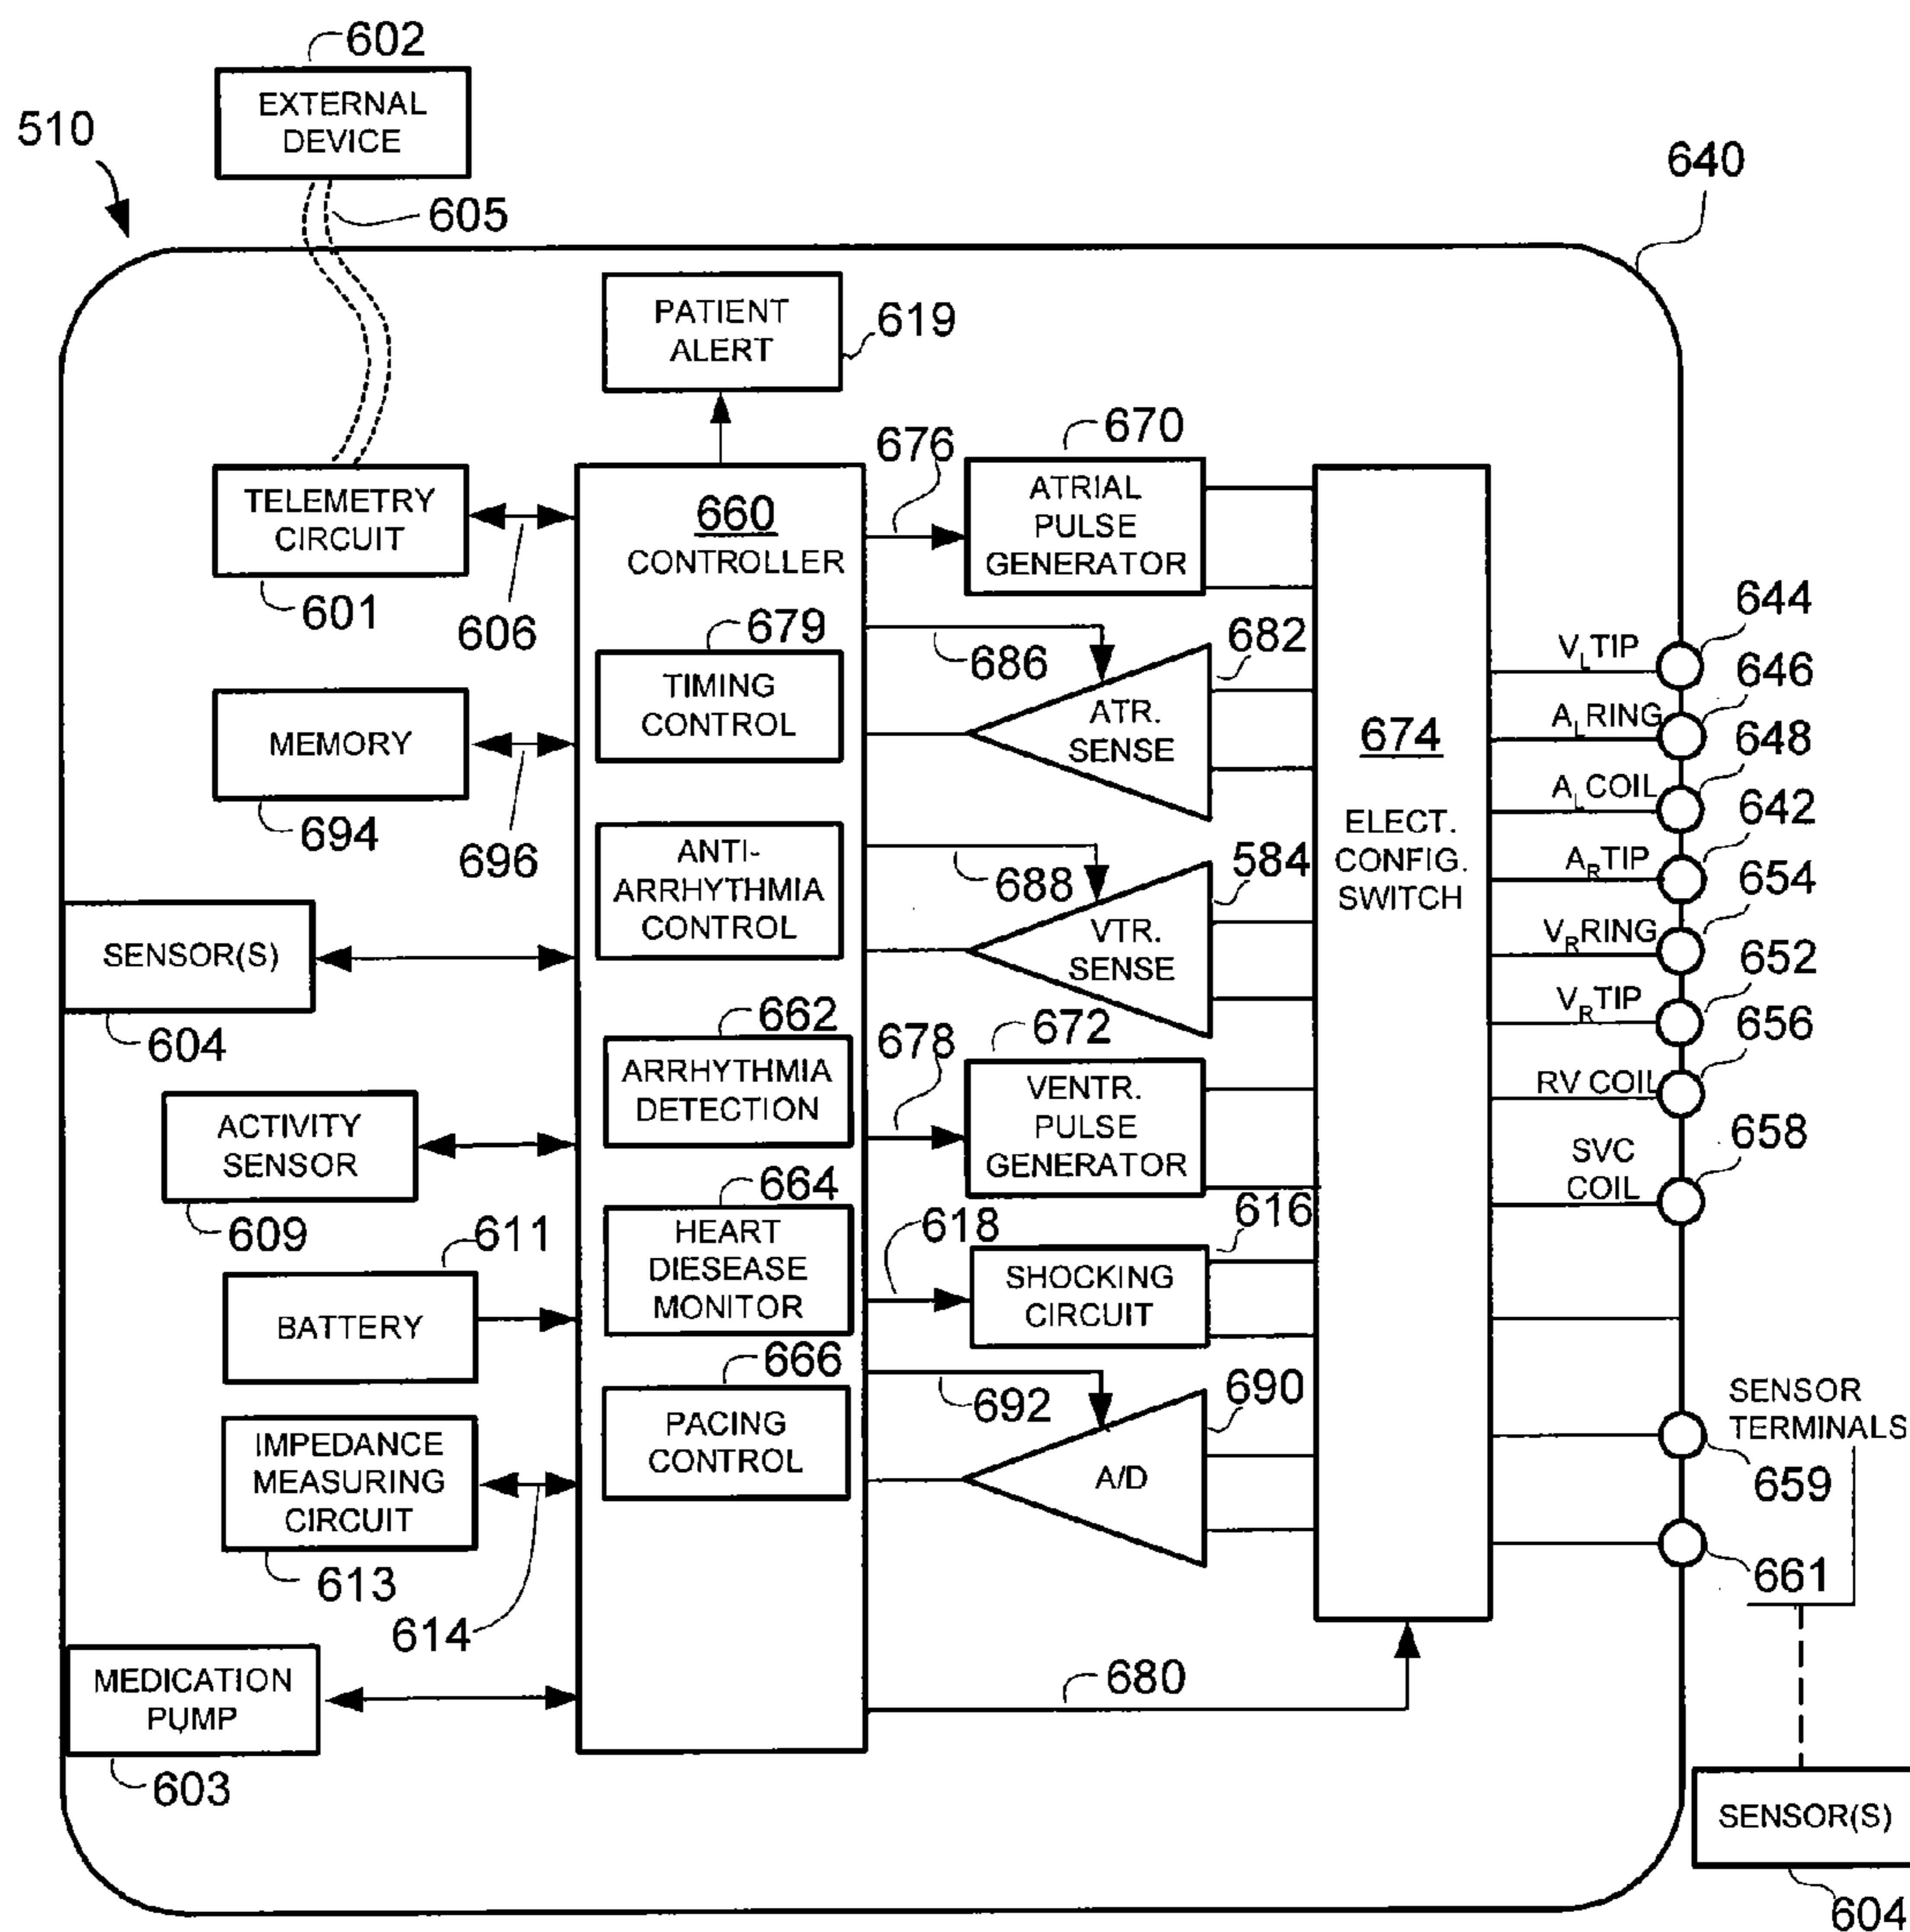 602
EXTERNAL
DEVICE
510
605
640
PATIENT
ALERT
619
670
676
TELEMETRY
CIRCUIT
601
606
660
CONTROLLER
ATRIAL
PULSE
GENERATOR
679
TIMING
CONTROL
686
682
ATR.
SENSE
MEMORY
694
696
674
ELECT.
CONFIG.
SWITCH
ANTI-
ARRHYTHMIA
CONTROL
688
584
VTR.
SENSE
SENSOR(S)
604
662
ARRHYTHMIA
DETECTION
678
672
VENTR.
PULSE
GENERATOR
ACTIVITY
SENSOR
609
611
BATTERY
664
HEART
DIESEASE
MONITOR
618
616
SHOCKING
CIRCUIT
666
PACING
CONTROL
692
690
A/D
IMPEDANCE
MEASURING
CIRCUIT
613
614
MEDICATION
PUMP
603
680
VLTIP
644
ALRING
646
ALCOIL
648
ARTIP
642
VRRING
654
VRTIP
652
RV COIL
656
SVC
COIL
658
SENSOR
TERMINALS
659
661
SENSOR(S)
604